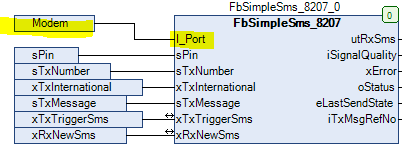 FbSimpleSms_8207_0
0
Modem
FbSimpleSms_8207
I_Port utRxSms
sPin sPin iSignalQuality
sTxNumber sTxNumber xError
xTxInternational xTxInternational oStatus
sTxMessage sTxMessage eLastSendState
xTxTriggerSms xTxTriggerSms iTxMsgRefNo
xRxNewSms xRxNewSms